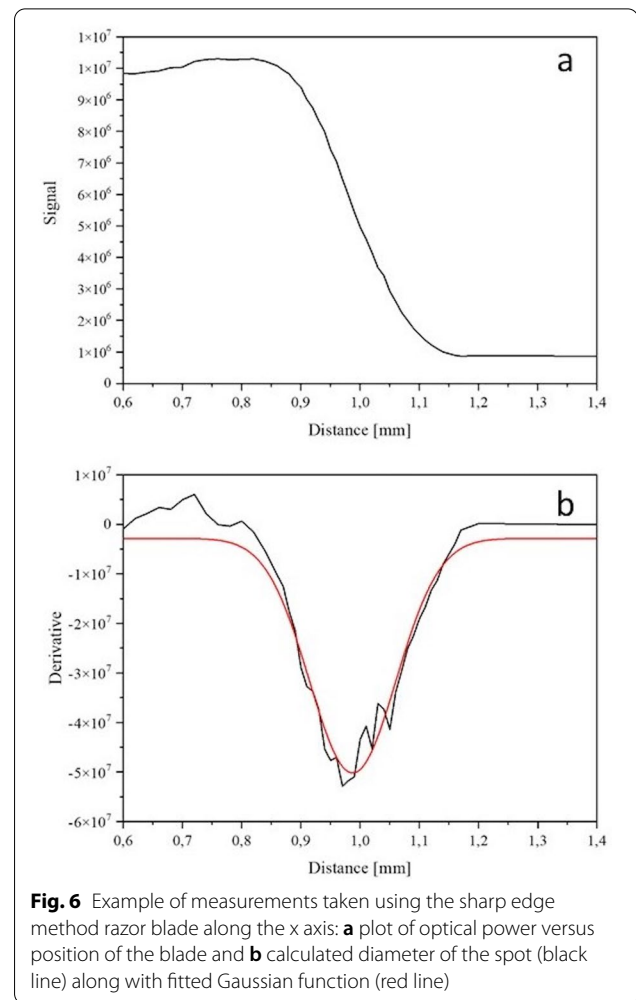 a
1×10⁷
1×10⁷
9×10⁶
8×10⁶
7×10⁶
6×10⁶
5×10⁶
4×10⁶
3×10⁶
2×10⁶
1×10⁶
0
Signal
0,6 0,7 0,8 0,9 1,0 1,1 1,2 1,3 1,4
Distance [mm]
b
1×10⁷
0
-1×10⁷
-2×10⁷
-3×10⁷
-4×10⁷
-5×10⁷
-6×10⁷
Derivative
0,6 0,7 0,8 0,9 1,0 1,1 1,2 1,3 1,4
Distance [mm]
Fig. 6 Example of measurements taken using the sharp edge
method razor blade along the x axis: a plot of optical power versus
position of the blade and b calculated diameter of the spot (black
line) along with fitted Gaussian function (red line)